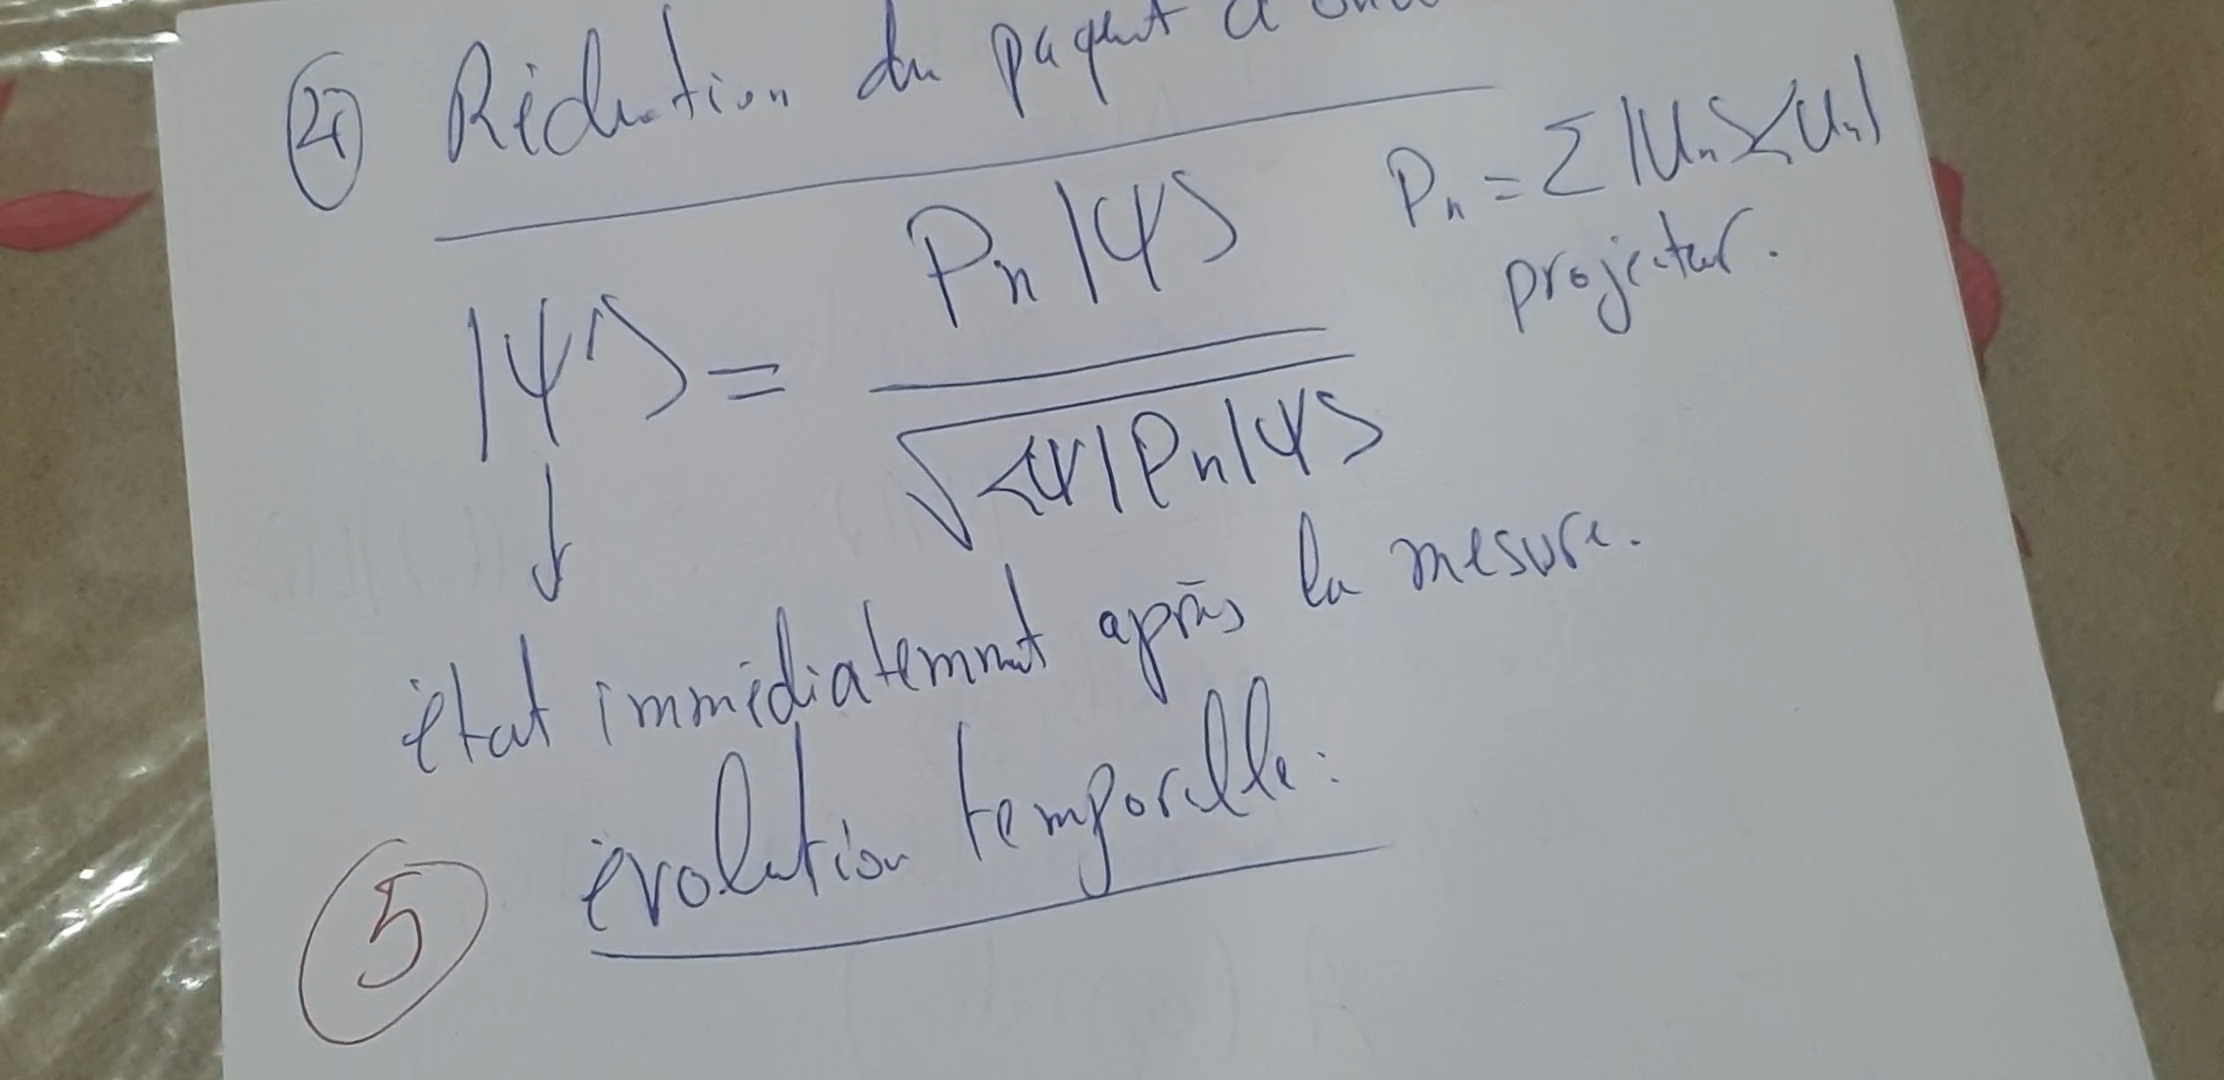 ④ Réduction du paquet d'onde
Pn = Σ |Un><Un|
projecteur.
|ψ'> = Pn |ψ> / √<ψ|Pn|ψ>
↓
état immédiatement après la mesure.
⑤ évolution temporelle: